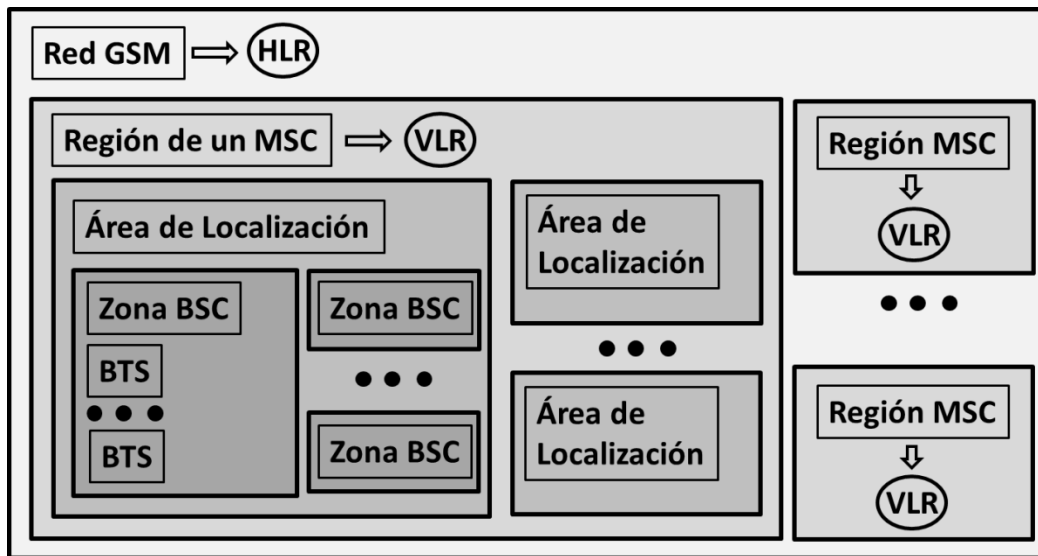 Red GSM
HLR
Región de un MSC
VLR
Área de Localización
Zona BSC
BTS
BTS
Zona BSC
Zona BSC
Área de
Localización
Área de
Localización
Región MSC
VLR
Región MSC
VLR